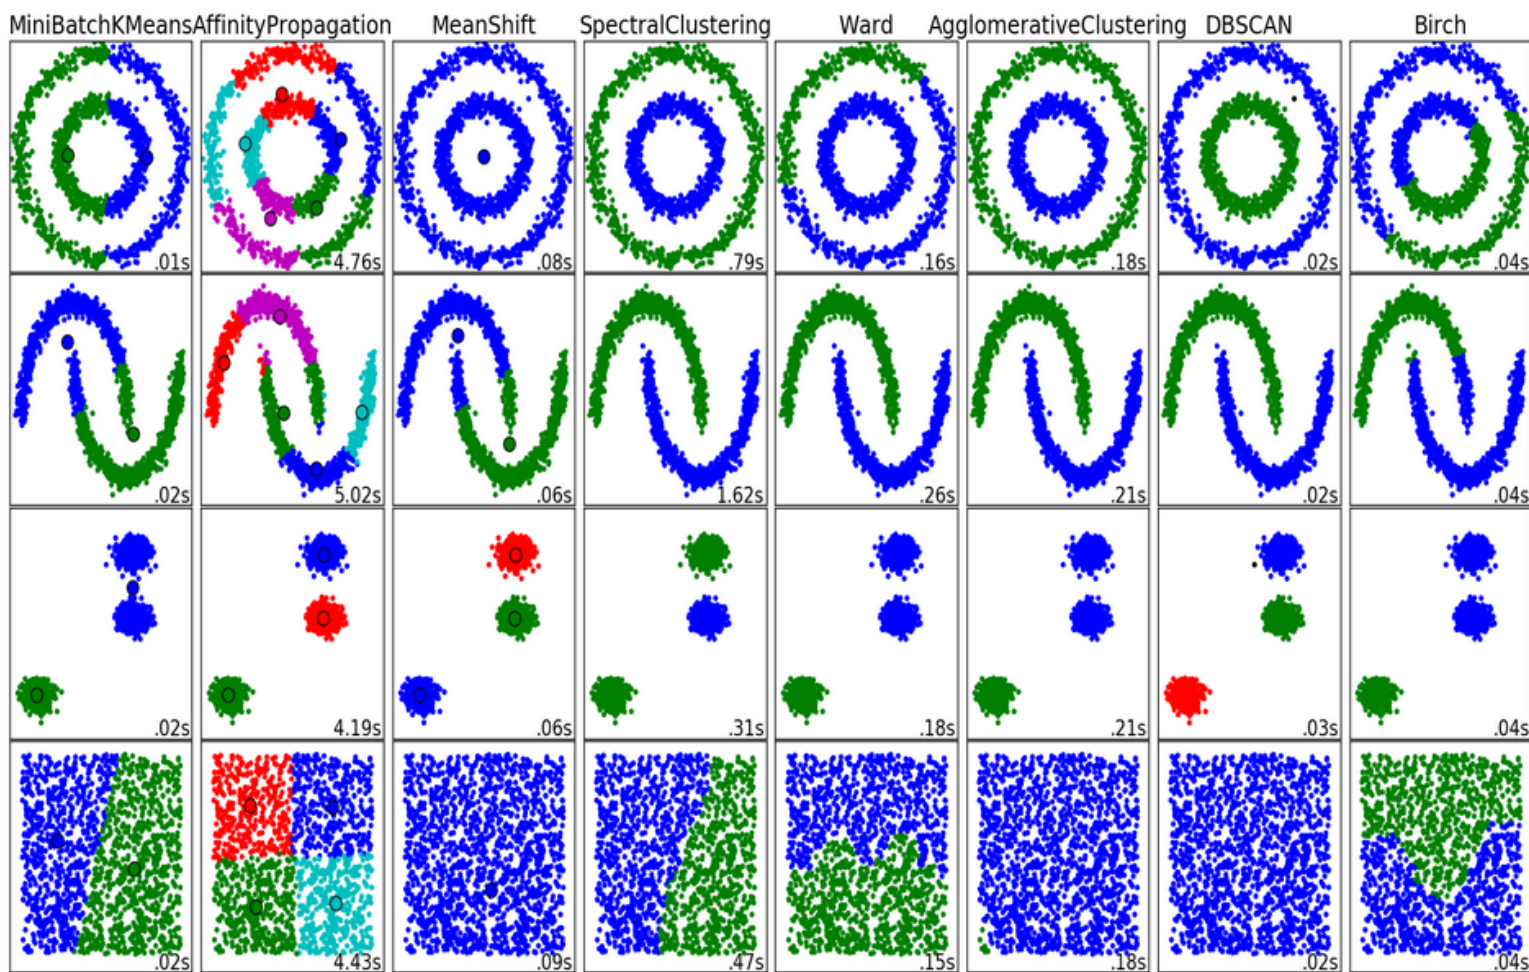 MiniBatchKMeans AffinityPropagation MeanShift SpectralClustering Ward AgglomerativeClustering DBSCAN Birch
.01s 4.76s .08s .79s .16s .18s .02s .04s
.02s 5.02s .06s 1.62s .26s .21s .02s .04s
.02s 4.19s .06s .31s .18s .21s .03s .04s
.02s 4.43s .09s .47s .15s .18s .02s .04s